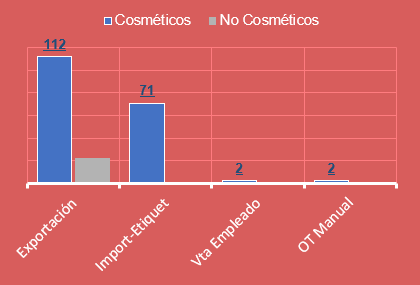 Cosméticos No Cosméticos
112
71
2
2
Exportación
Import-Etiquet
Vta Empleado
OT Manual